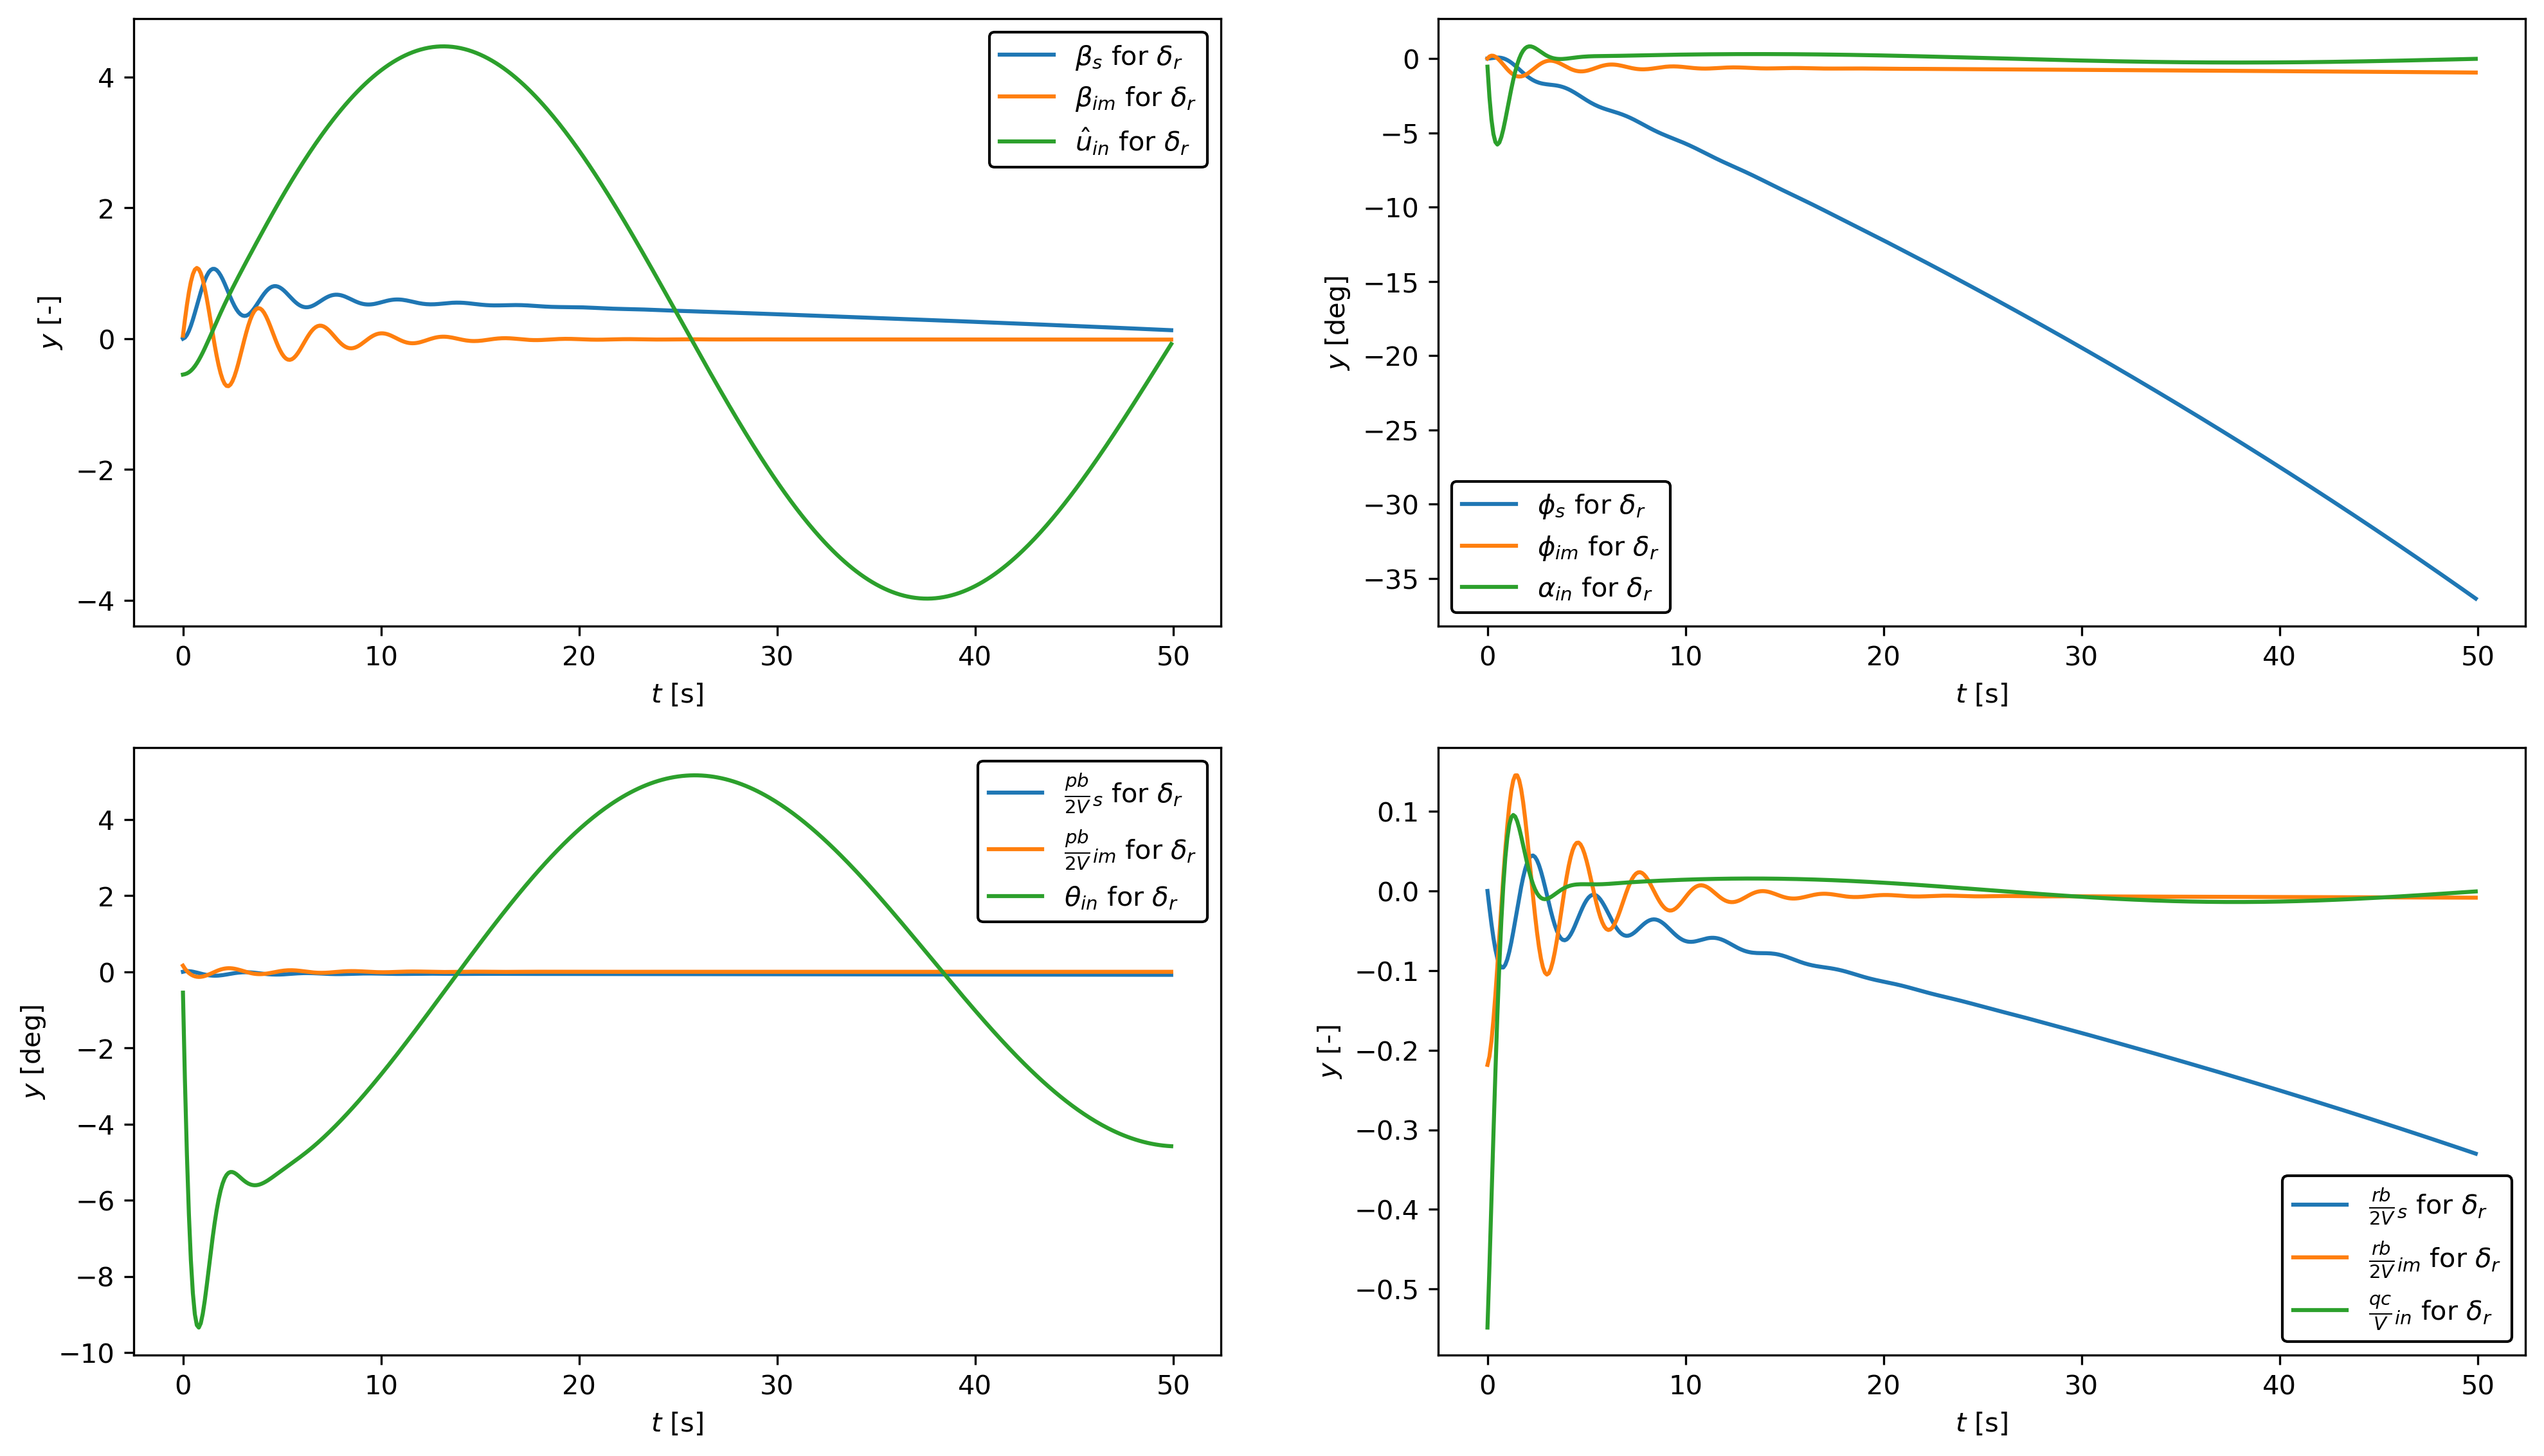 β_s for δ_r
β_im for δ_r
û_in for δ_r
4
2
0
−2
−4
y [-]
0 10 20 30 40 50
t [s]
0
−5
−10
−15
−20
−25
−30
−35
y [deg]
ϕ_s for δ_r
ϕ_im for δ_r
α_in for δ_r
0 10 20 30 40 50
t [s]
pb/2V s for δ_r
pb/2V im for δ_r
θ_in for δ_r
4
2
0
−2
−4
−6
−8
−10
y [deg]
0 10 20 30 40 50
t [s]
0.1
0.0
−0.1
−0.2
−0.3
−0.4
−0.5
y [-]
rb/2V s for δ_r
rb/2V im for δ_r
qc/V in for δ_r
0 10 20 30 40 50
t [s]